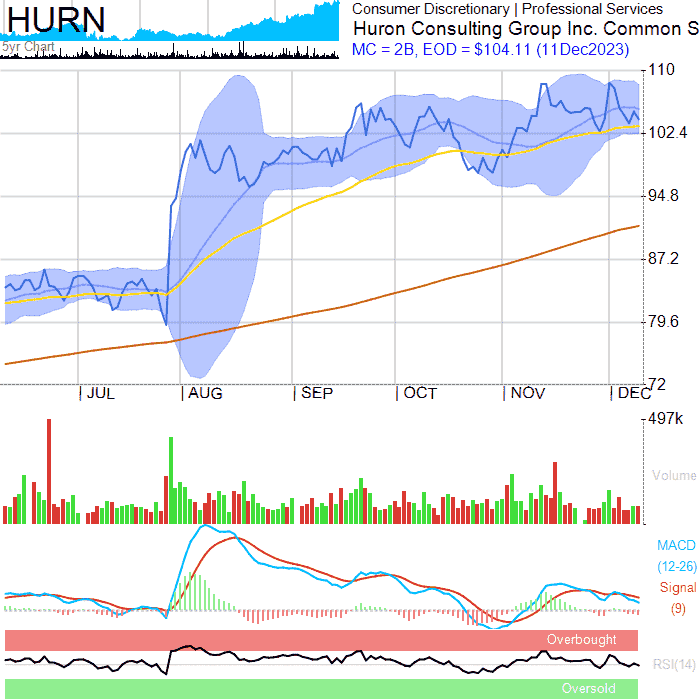 HURN
5yr Chart
Consumer Discretionary | Professional Services
Huron Consulting Group Inc. Common S
MC = 2B, EOD = $104.11 (11Dec2023)
110
102.4
94.8
87.2
79.6
72
JUL AUG SEP OCT NOV DEC
497k
Volume
MACD
(12-26)
Signal
(9)
Overbought
RSI(14)
Oversold